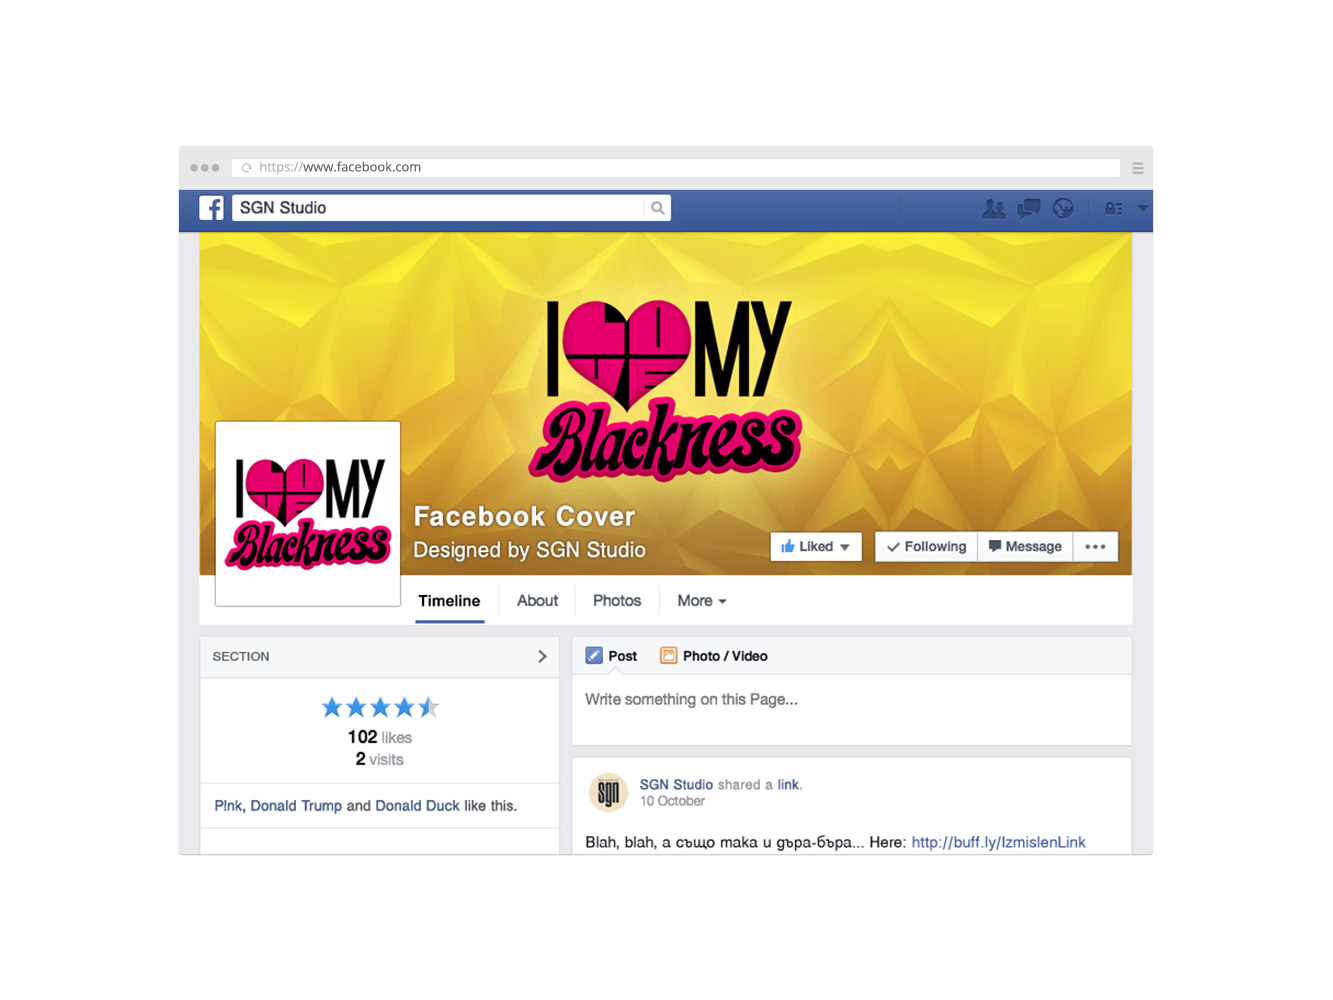 https://www.facebook.com
SGN Studio
I LOVE MY
Blackness
I LOVE MY
Blackness
Facebook Cover
Designed by SGN Studio
Liked
Following
Message
Timeline
About
Photos
More
SECTION
102 likes
2 visits
P!nk, Donald Trump and Donald Duck like this.
Post
Photo / Video
Write something on this Page...
sgn
SGN Studio shared a link.
10 October
Blah, blah, а също така и дъра-бъра... Here: http://buff.ly/IzmislenLink